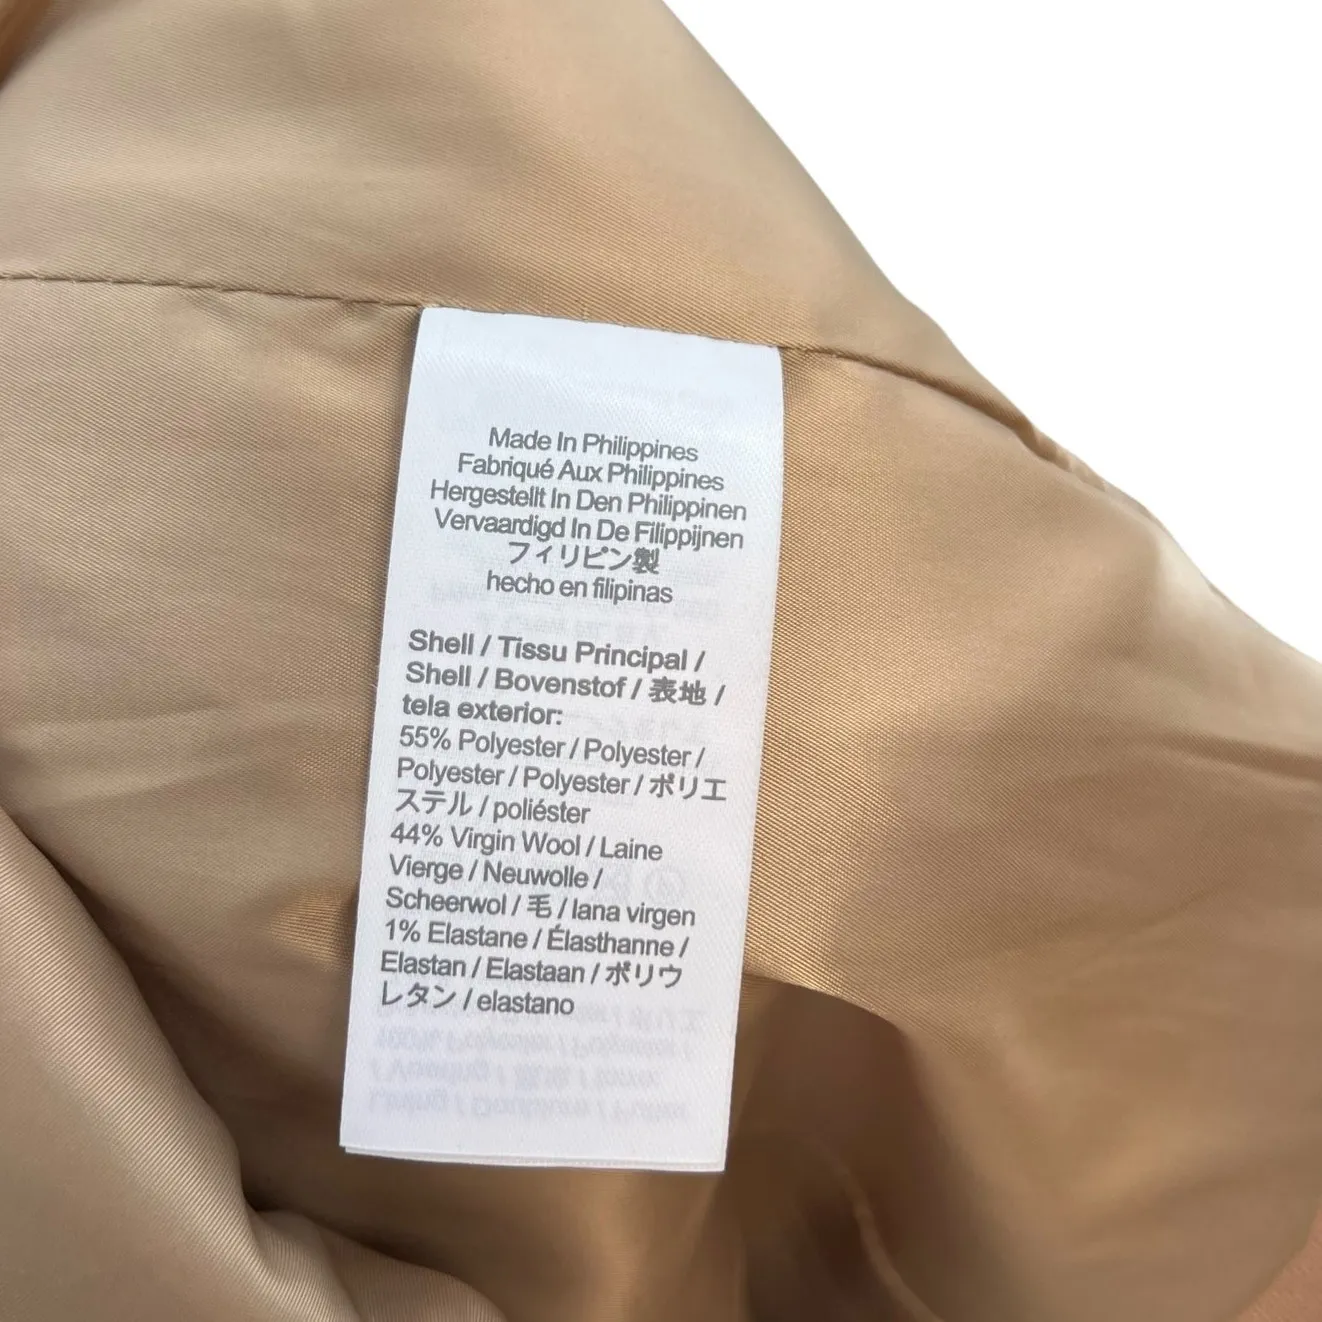 Made In Philippines
Fabriqué Aux Philippines
Hergestellt In Den Philippinen
Vervaardigd In De Filippijnen
フィリピン製
hecho en filipinas
Shell / Tissu Principal /
Shell / Bovenstof / 表地 /
tela exterior:
55% Polyester / Polyester /
Polyester / Polyester / ポリエ
ステル / poliéster
44% Virgin Wool / Laine
Vierge / Neuwolle /
Scheerwol / 毛 / lana virgen
1% Elastane / Élasthanne /
Elastan / Elastaan / ポリウ
レタン / elastano